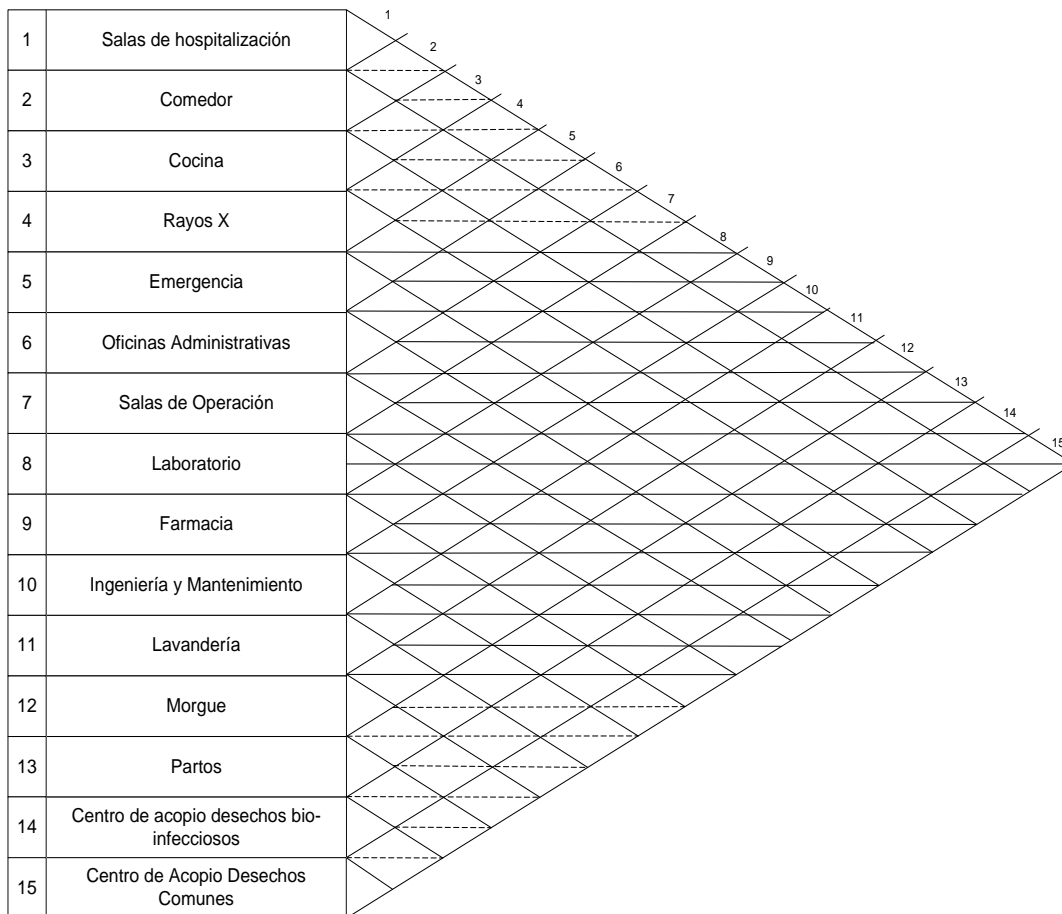 1 Salas de hospitalización
2 Comedor
3 Cocina
4 Rayos X
5 Emergencia
6 Oficinas Administrativas
7 Salas de Operación
8 Laboratorio
9 Farmacia
10 Ingeniería y Mantenimiento
11 Lavandería
12 Morgue
13 Partos
14 Centro de acopio desechos bio-
infecciosos
15 Centro de Acopio Desechos
Comunes
1
2
3
4
5
6
7
8
9
10
11
12
13
14
15